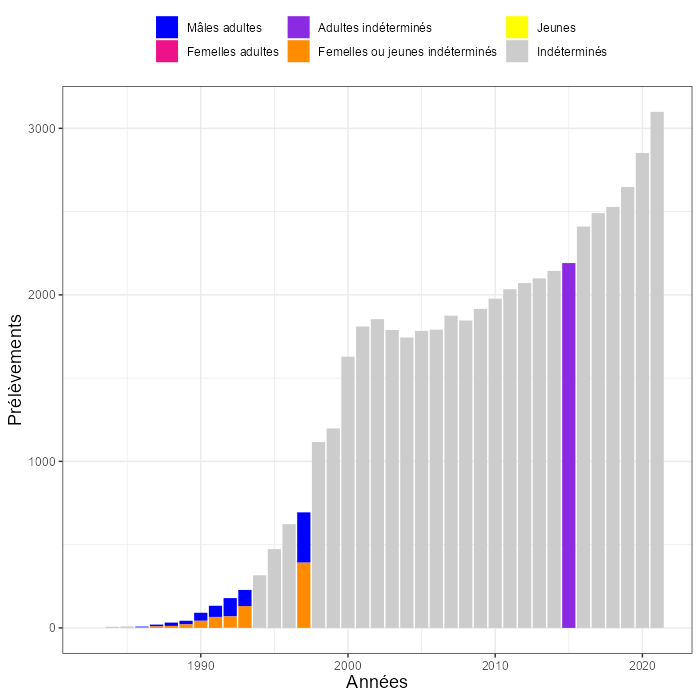 Mâles adultes
Adultes indéterminés
Jeunes
Femelles adultes
Femelles ou jeunes indéterminés
Indéterminés
3000
2000
1000
0
Prélèvements
1990
2000
2010
2020
Années